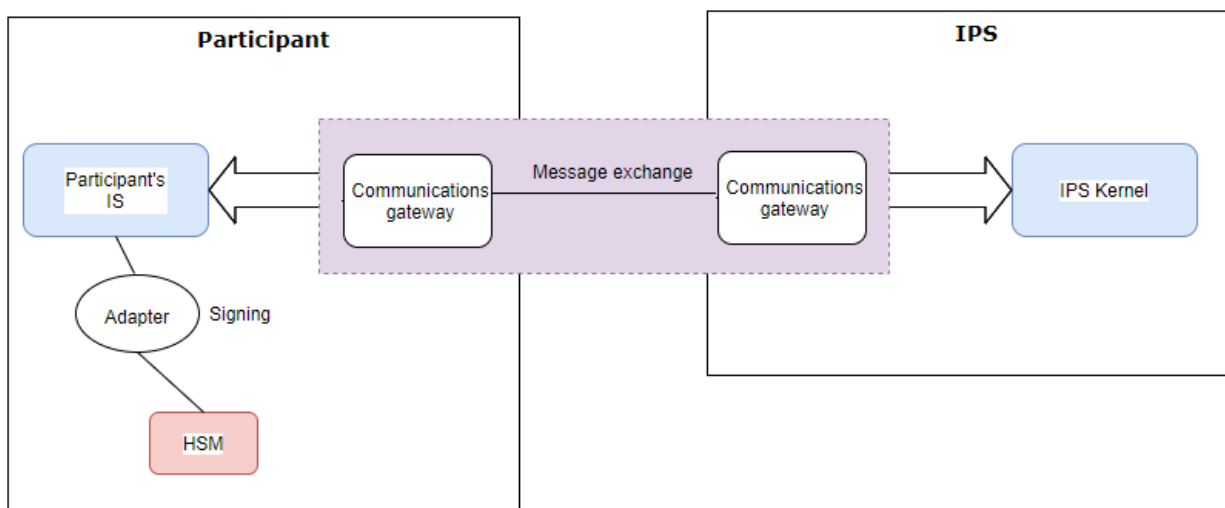 Participant
IPS
Participant's
IS
Communications
gateway
Message exchange
Communications
gateway
IPS Kernel
Adapter
Signing
HSM